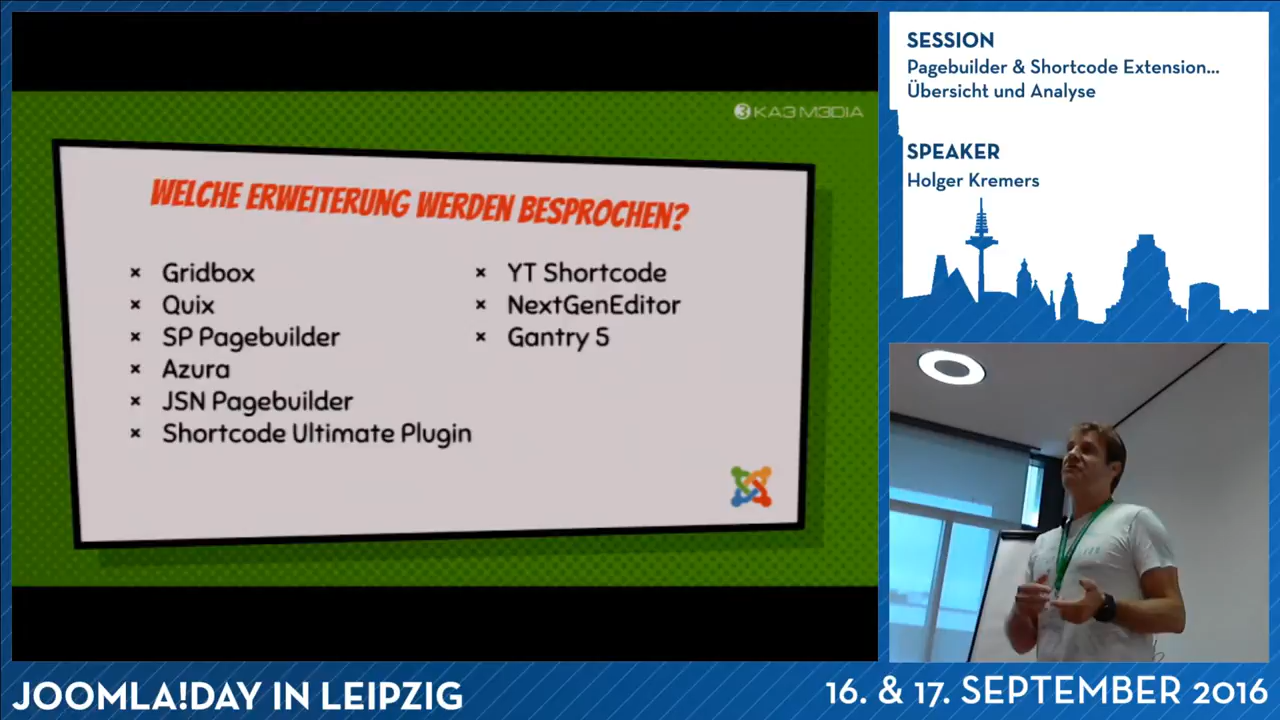 KA3 M3DIA
WELCHE ERWEITERUNG WERDEN BESPROCHEN?
× Gridbox
× Quix
× SP Pagebuilder
× Azura
× JSN Pagebuilder
× Shortcode Ultimate Plugin
× YT Shortcode
× NextGenEditor
× Gantry 5
SESSION
Pagebuilder & Shortcode Extension...
Übersicht und Analyse
SPEAKER
Holger Kremers
JOOMLA!DAY IN LEIPZIG
16. & 17. SEPTEMBER 2016